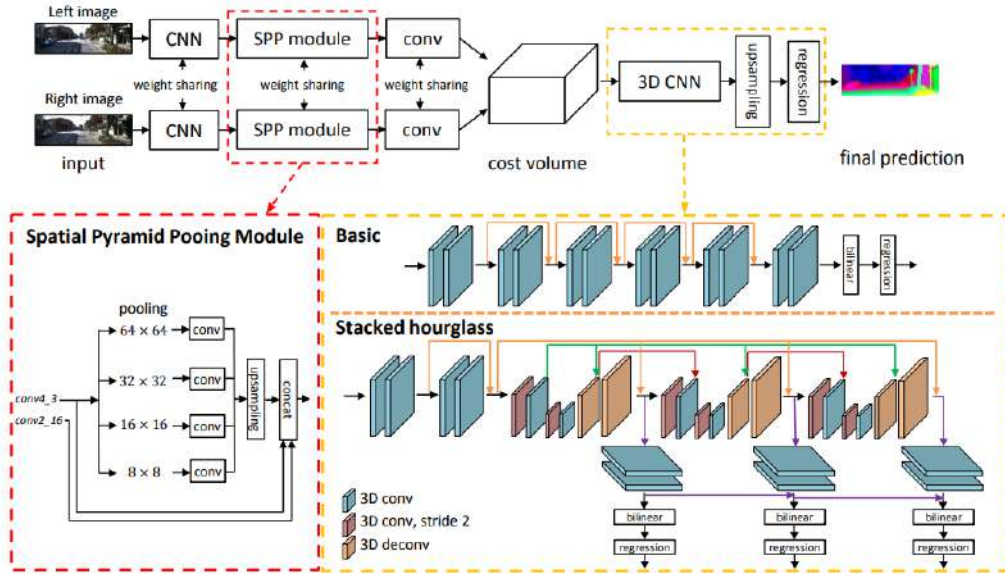 Left image
CNN
SPP module
conv
weight sharing
weight sharing
weight sharing
Right image
CNN
SPP module
conv
input
cost volume
3D CNN
upsampling
regression
final prediction
Spatial Pyramid Pooing Module
pooling
64 × 64
conv
32 × 32
conv
16 × 16
conv
8 × 8
conv
conv4_3
conv2_16
upsampling
concat
Basic
bilinear
regression
Stacked hourglass
3D conv
3D conv, stride 2
3D deconv
bilinear
regression
bilinear
regression
bilinear
regression